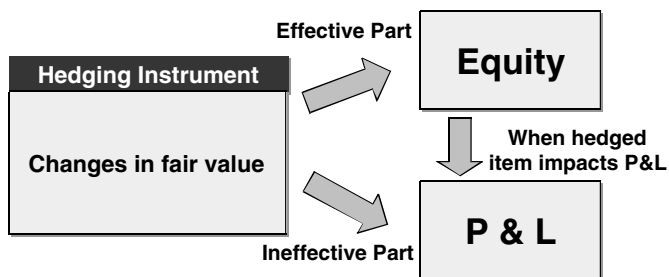 Effective Part
Equity
Hedging Instrument
Changes in fair value
When hedged
item impacts P&L
Ineffective Part
P & L